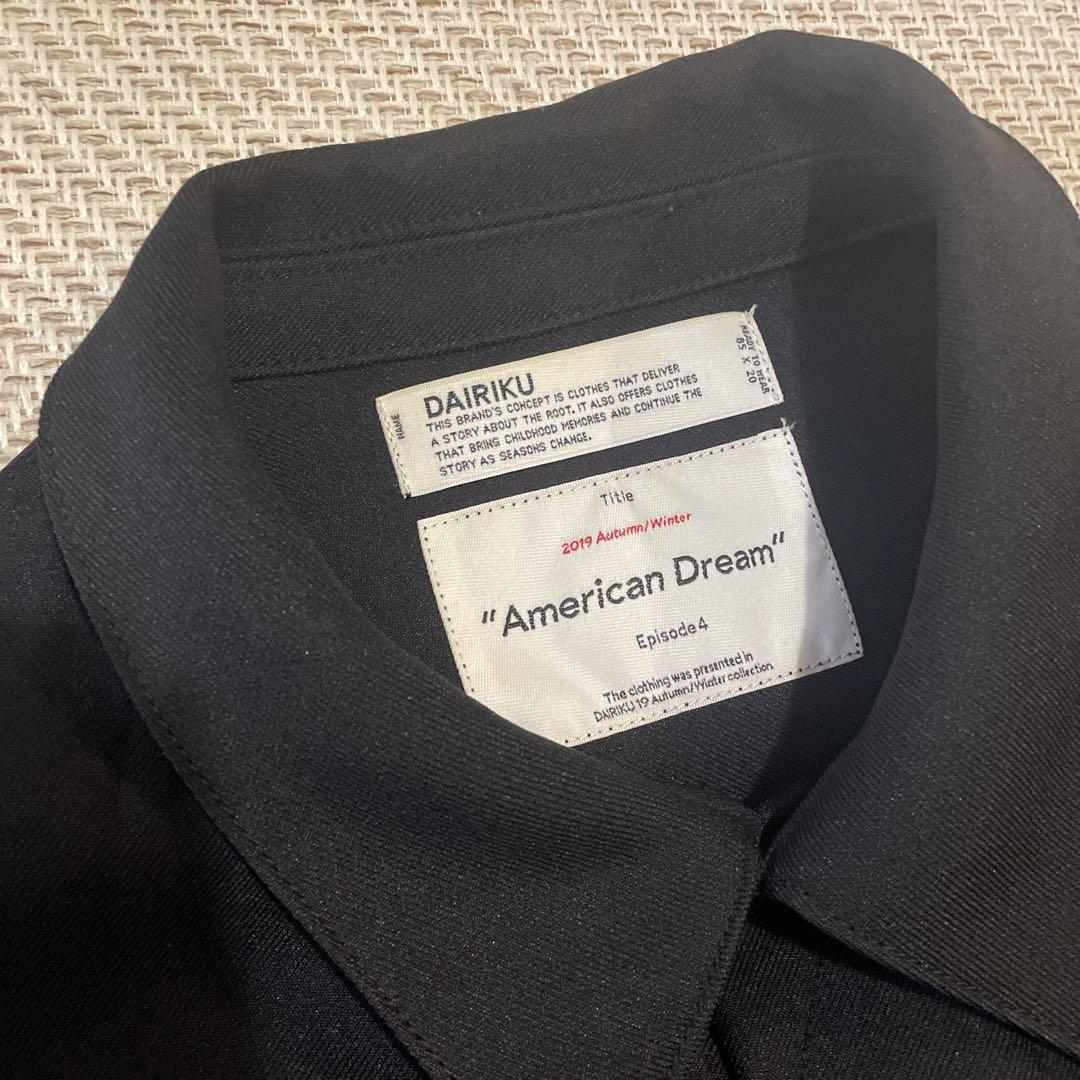 NAME
DAIRIKU
THIS BRAND'S CONCEPT IS CLOTHES THAT DELIVER
A STORY ABOUT THE ROOT. IT ALSO OFFERS CLOTHES
THAT BRING CHILDHOOD MEMORIES AND CONTINUE THE
STORY AS SEASONS CHANGE.
READY TO WEAR
85 X 20
Title
2019 Autumn/Winter
"American Dream"
Episode4
The clothing was presented in
DAIRIKU 19 Autumn/Winter collection.